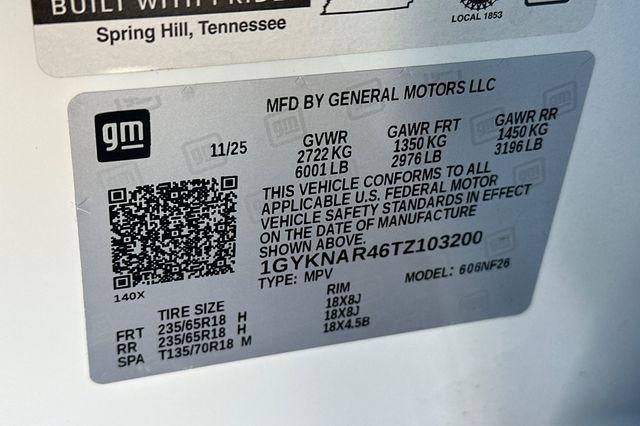 BUILT WITH PRIDE
Spring Hill, Tennessee
LOCAL 1853
MFD BY GENERAL MOTORS LLC
gm
11/25
GVWR GAWR FRT GAWR RR
2722 KG 1350 KG 1450 KG
6001 LB 2976 LB 3196 LB
THIS VEHICLE CONFORMS TO ALL
APPLICABLE U.S. FEDERAL MOTOR
VEHICLE SAFETY STANDARDS IN EFFECT
ON THE DATE OF MANUFACTURE
SHOWN ABOVE.
1GYKNAR46TZ103200
TYPE: MPV MODEL: 606NF26
140X
TIRE SIZE RIM
FRT 235/65R18 H 18X8J
RR 235/65R18 H 18X8J
SPA T135/70R18 M 18X4.5B